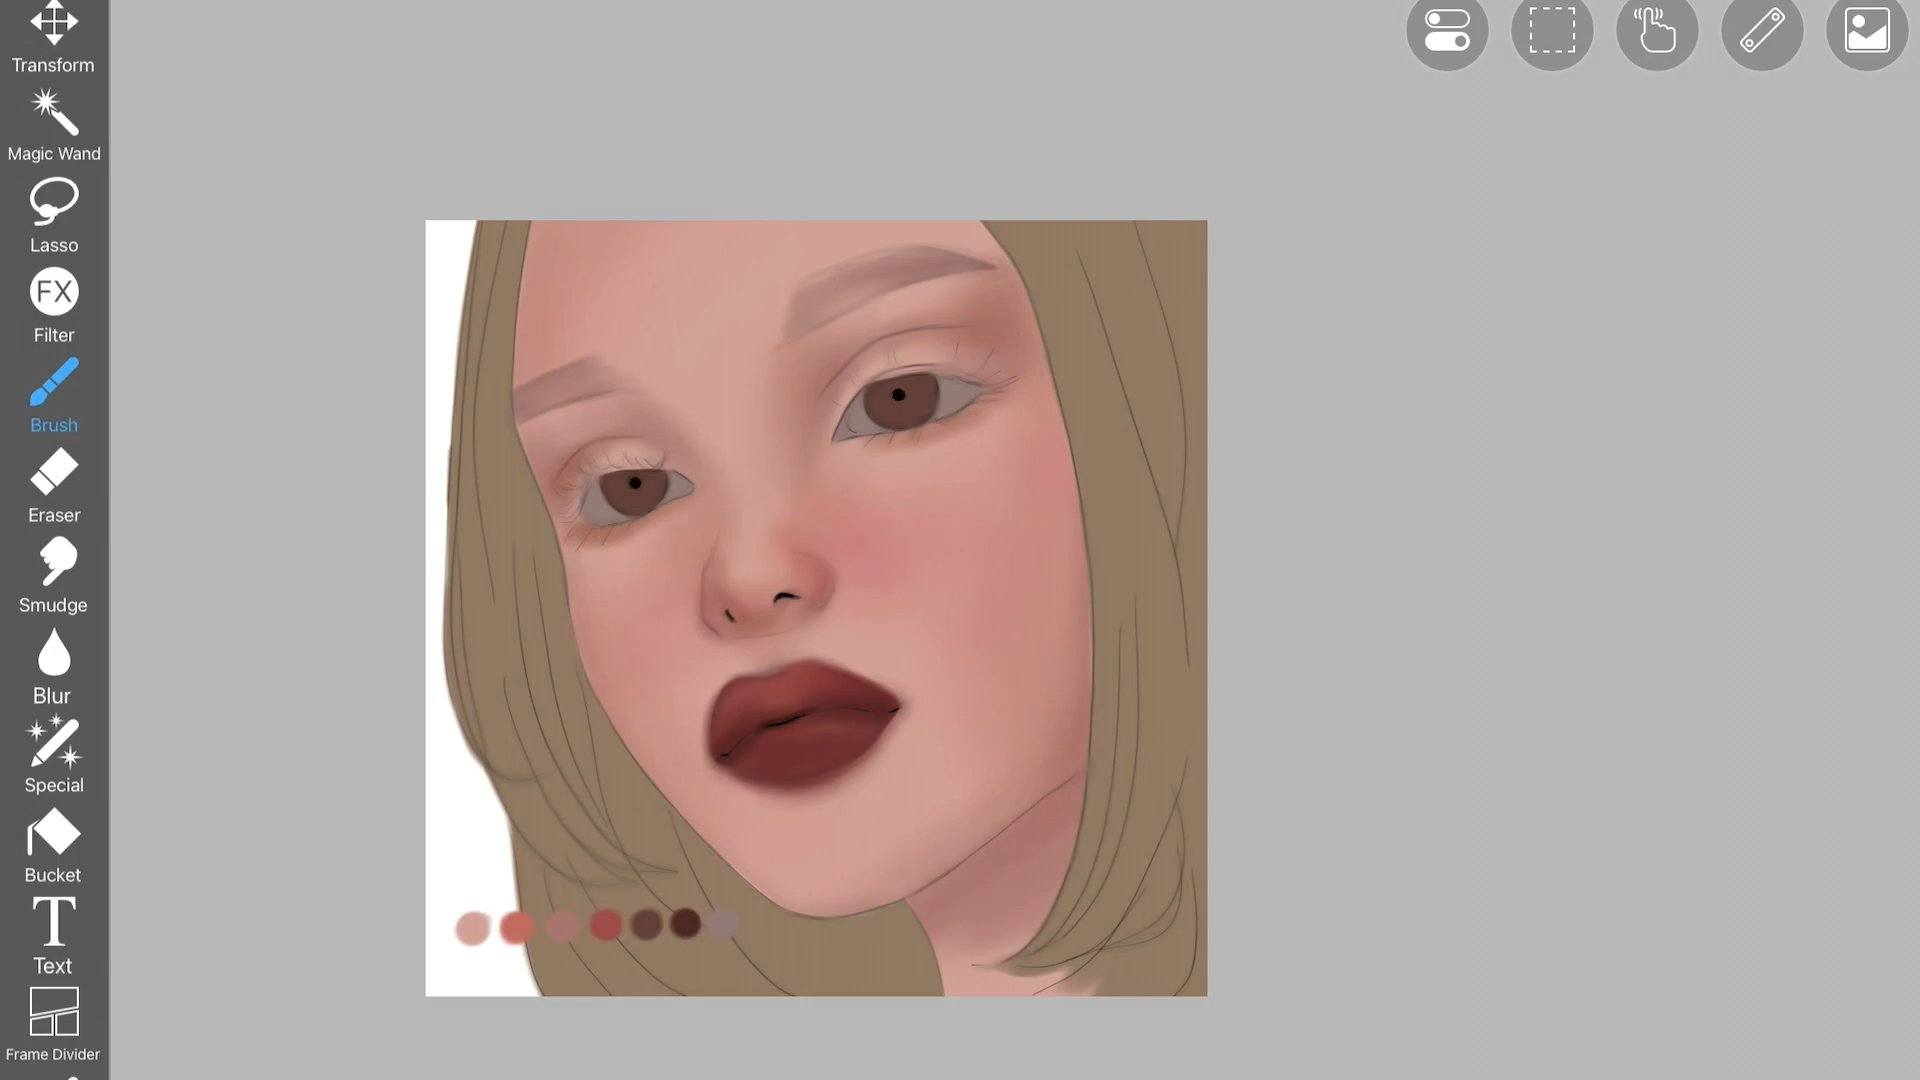 Transform
Magic Wand
Lasso
FX
Filter
Brush
Eraser
Smudge
Blur
Special
Bucket
T
Text
Frame Divider